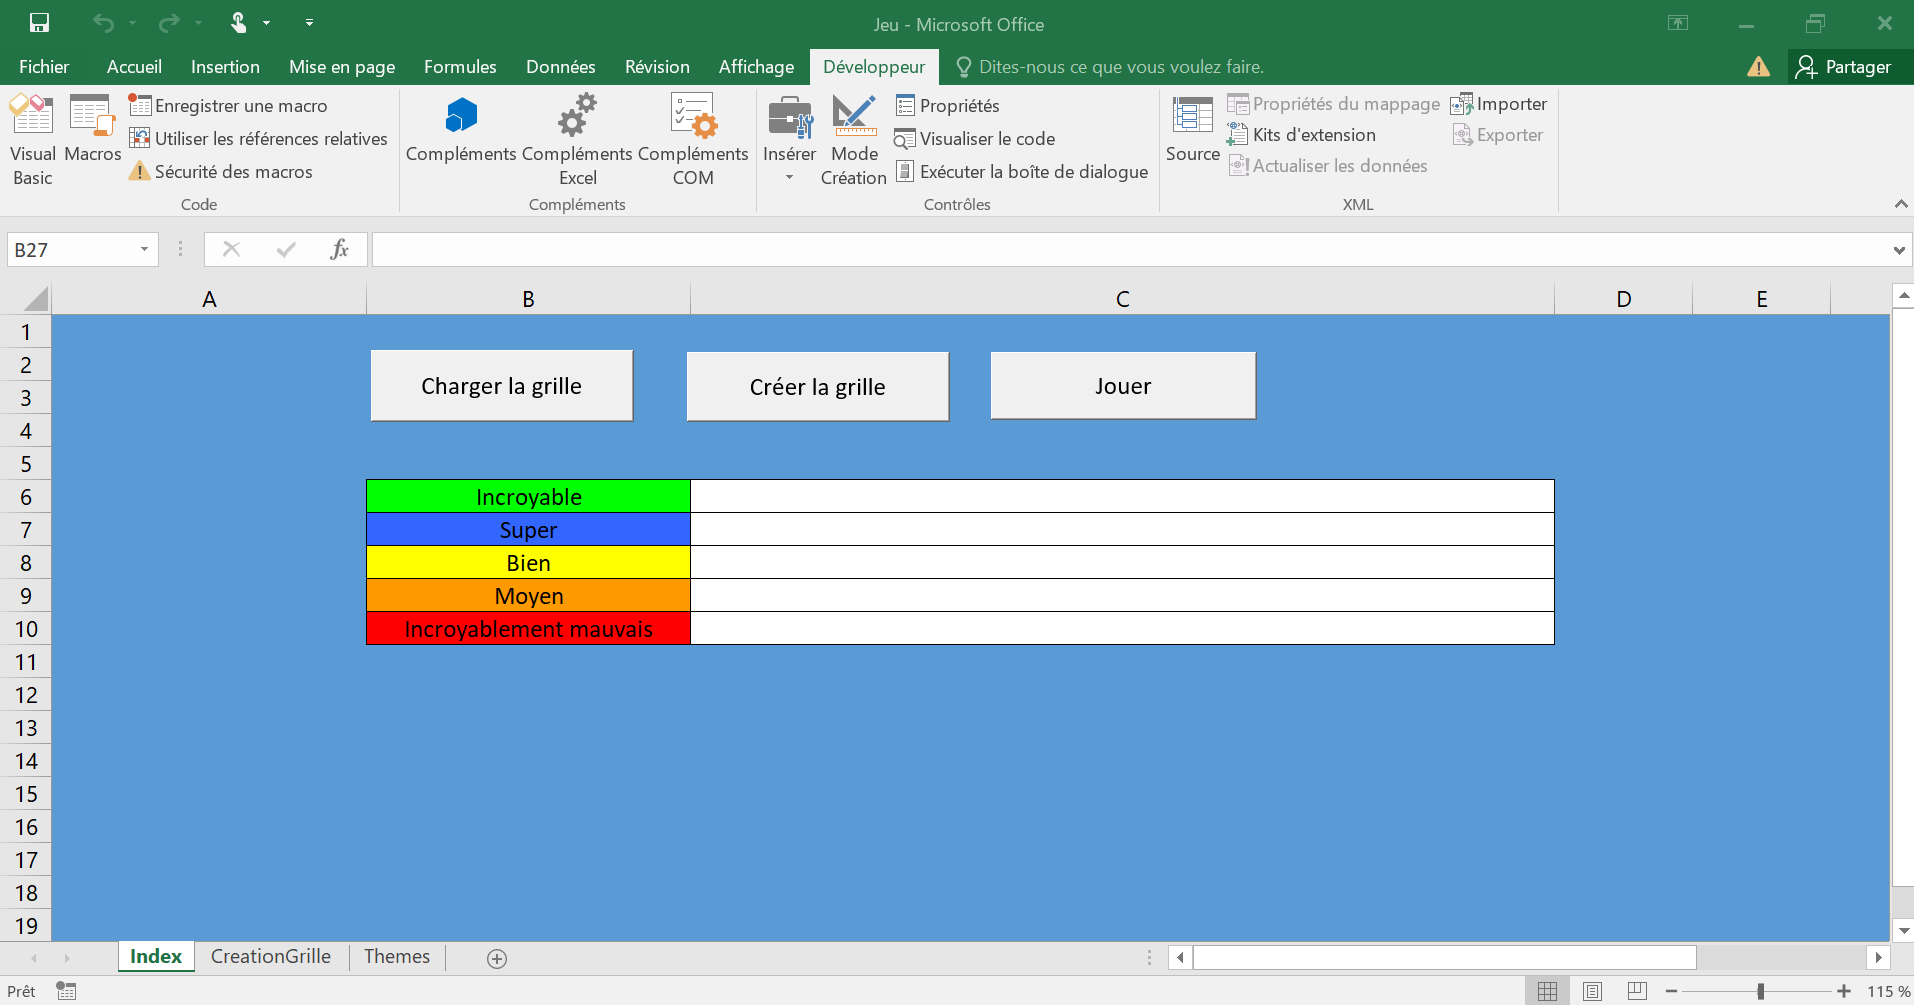 Jeu - Microsoft Office
Fichier Accueil Insertion Mise en page Formules Données Révision Affichage Développeur Dites-nous ce que vous voulez faire. Partager
Visual Basic
Macros
Enregistrer une macro
Utiliser les références relatives
Sécurité des macros
Code
Compléments
Compléments Excel
Compléments COM
Compléments
Insérer
Mode Création
Propriétés
Visualiser le code
Exécuter la boîte de dialogue
Contrôles
Source
Propriétés du mappage
Kits d'extension
Actualiser les données
Importer
Exporter
XML
B27
fx
A B C D E
1
2
3
4
5
6
7
8
9
10
11
12
13
14
15
16
17
18
19
Charger la grille
Créer la grille
Jouer
Incroyable
Super
Bien
Moyen
Incroyablement mauvais
Index CreationGrille Themes
Prêt
115 %